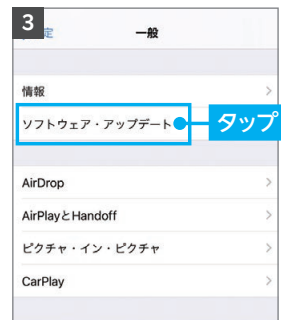 3
定
一般
情報
ソフトウェア・アップデート
タップ
AirDrop
AirPlayとHandoff
ピクチャ・イン・ピクチャ
CarPlay